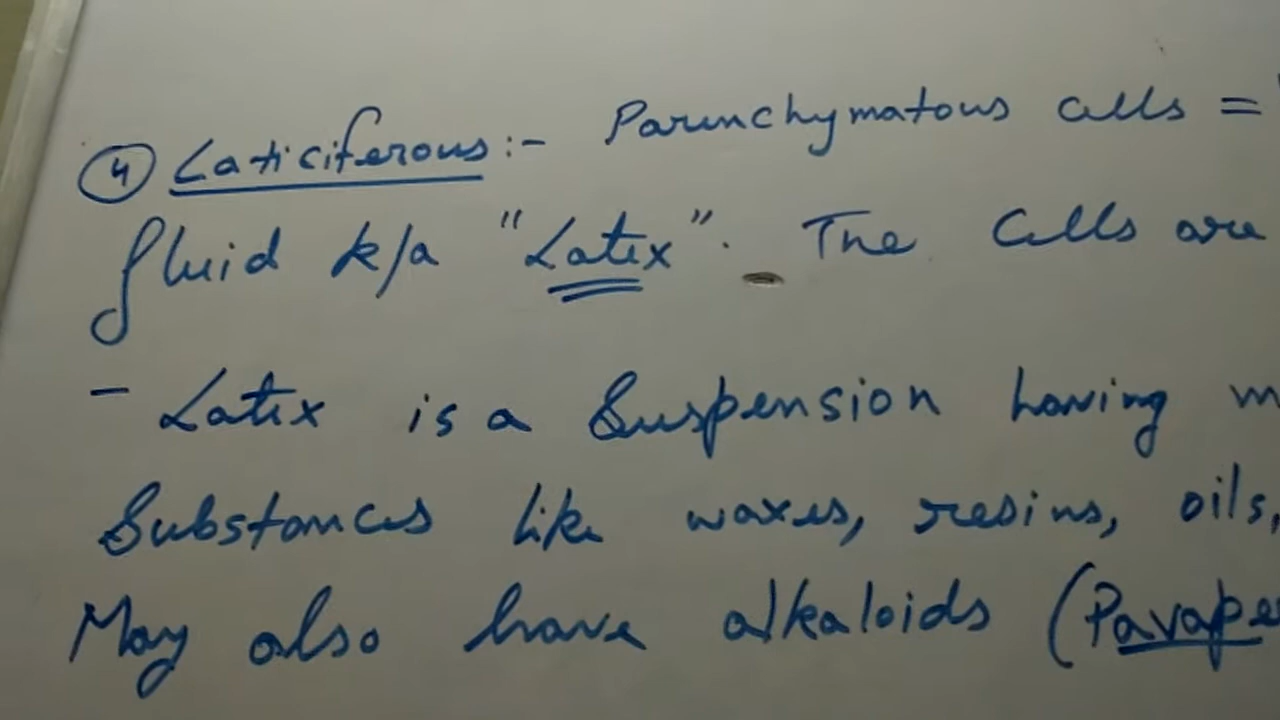 ④ Laticiferous :- Parenchymatous cells =
fluid k/a "Latex". The cells are
- Latex is a Suspension having m
Substances like waxes, resins, oils,
May also have alkaloids (Pavape